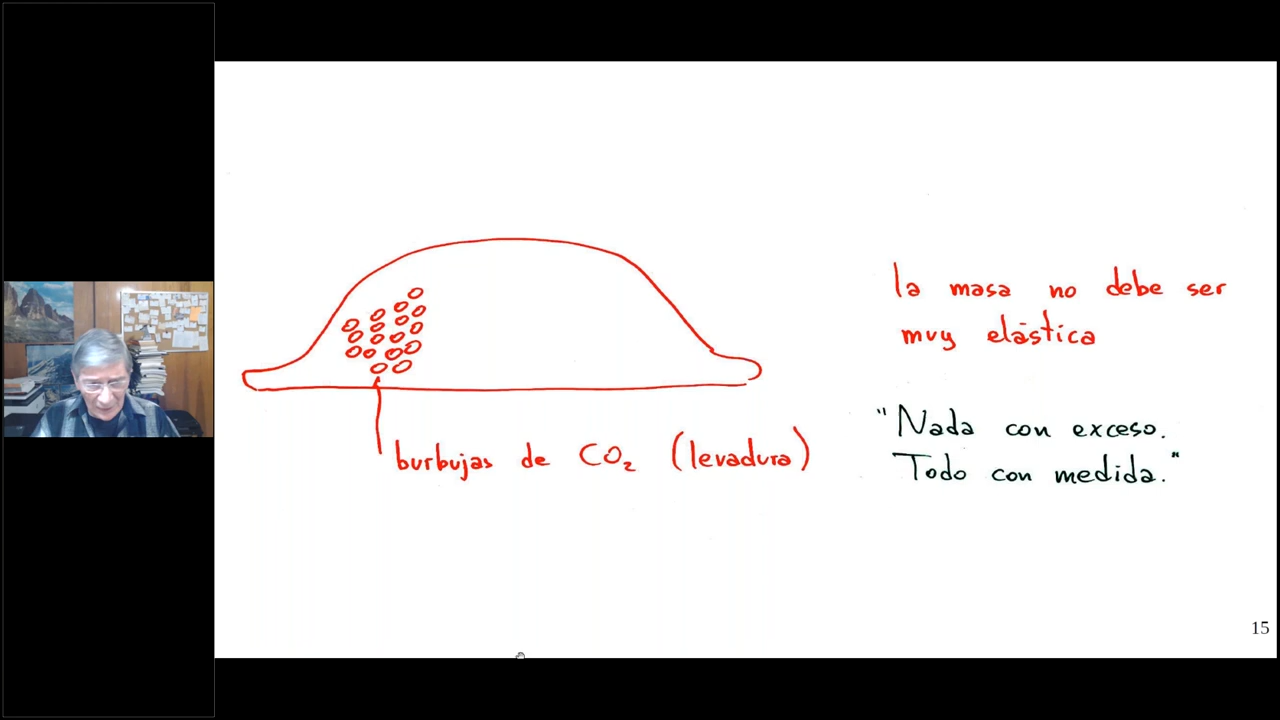 la masa no debe ser
muy elástica
"Nada con exceso.
Todo con medida."
burbujas de CO₂ (levadura)
15